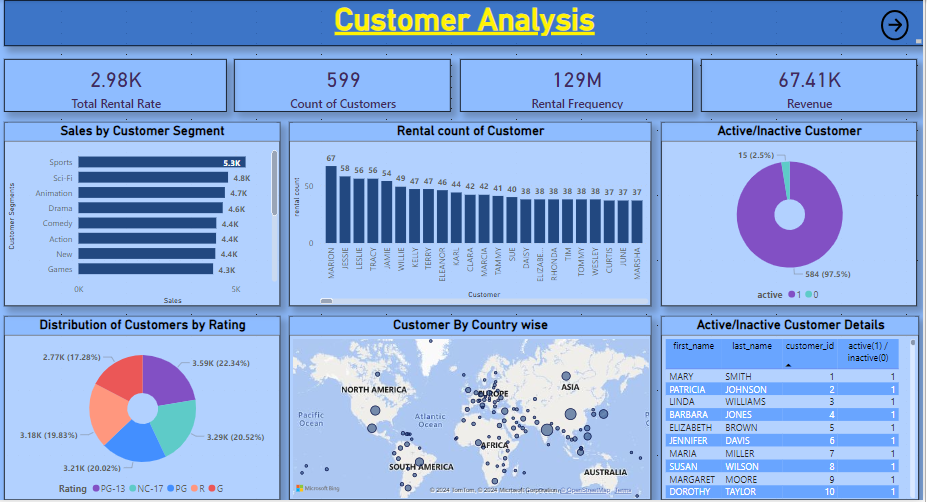 Customer Analysis
2.98K
Total Rental Rate
599
Count of Customers
129M
Rental Frequency
67.41K
Revenue
Sales by Customer Segment
Customer Segments
Sports 5.3K
Sci-Fi 4.8K
Animation 4.7K
Drama 4.6K
Comedy 4.4K
Action 4.4K
New 4.4K
Games 4.3K
0K 5K
Sales
Rental count of Customer
rental count
50
0
67 58 56 56 54 49 47 47 46 44 42 42 41 40 38 38 38 38 38 38 37 37 37
MARION JESSIE LESLIE TRACY JAMIE WILLIE KELLY TERRY ELEANOR KARL CLARA MARCIA TAMMY SUE DAISY ELIZABE... RHONDA TIM TOMMY WESLEY CURTIS JUNE MARSHA
Customer
Active/Inactive Customer
15 (2.5%)
584 (97.5%)
active 1 0
Distribution of Customers by Rating
2.77K (17.28%)
3.59K (22.34%)
3.18K (19.83%)
3.29K (20.52%)
3.21K (20.02%)
Rating PG-13 NC-17 PG R G
Customer By Country wise
NORTH AMERICA
EUROPE
ASIA
Pacific
Ocean
Atlantic
Ocean
AFRICA
SOUTH AMERICA
AUSTRALIA
Microsoft Bing
© 2024 TomTom, © 2024 Microsoft Corporation, © OpenStreetMap Terms
Active/Inactive Customer Details
first_name last_name customer_id active(1) /
inactive(0)
MARY SMITH 1 1
PATRICIA JOHNSON 2 1
LINDA WILLIAMS 3 1
BARBARA JONES 4 1
ELIZABETH BROWN 5 1
JENNIFER DAVIS 6 1
MARIA MILLER 7 1
SUSAN WILSON 8 1
MARGARET MOORE 9 1
DOROTHY TAYLOR 10 1